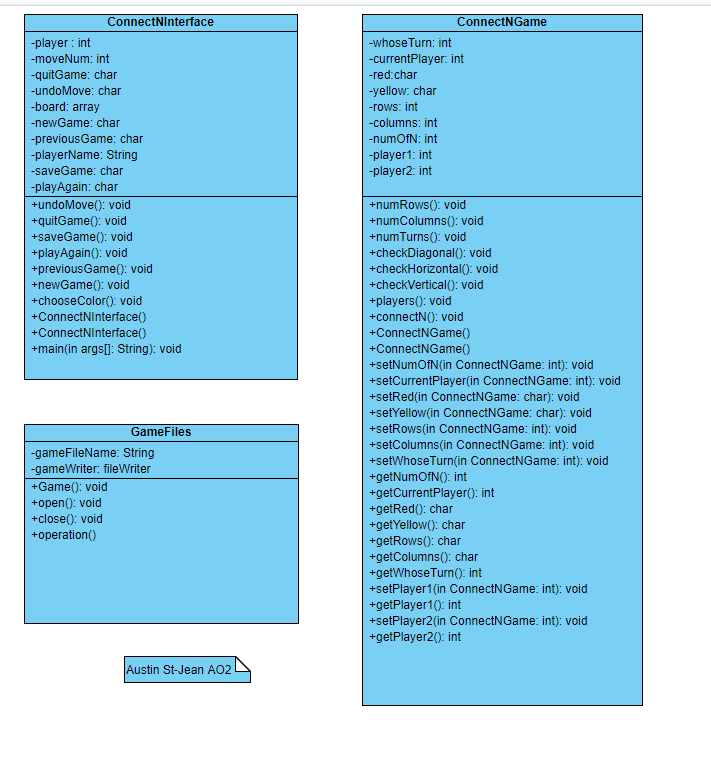 ConnectNInterface
-player : int
-moveNum: int
-quitGame: char
-undoMove: char
-board: array
-newGame: char
-previousGame: char
-playerName: String
-saveGame: char
-playAgain: char
+undoMove(): void
+quitGame(): void
+saveGame(): void
+playAgain(): void
+previousGame(): void
+newGame(): void
+chooseColor(): void
+ConnectNInterface()
+ConnectNInterface()
+main(in args[]: String): void
GameFiles
-gameFileName: String
-gameWriter: fileWriter
+Game(): void
+open(): void
+close(): void
+operation()
Austin St-Jean AO2
ConnectNGame
-whoseTurn: int
-currentPlayer: int
-red:char
-yellow: char
-rows: int
-columns: int
-numOfN: int
-player1: int
-player2: int
+numRows(): void
+numColumns(): void
+numTurns(): void
+checkDiagonal(): void
+checkHorizontal(): void
+checkVertical(): void
+players(): void
+connectN(): void
+ConnectNGame()
+ConnectNGame()
+setNumOfN(in ConnectNGame: int): void
+setCurrentPlayer(in ConnectNGame: int): void
+setRed(in ConnectNGame: char): void
+setYellow(in ConnectNGame: char): void
+setRows(in ConnectNGame: int): void
+setColumns(in ConnectNGame: int): void
+setWhoseTurn(in ConnectNGame: int): void
+getNumOfN(): int
+getCurrentPlayer(): int
+getRed(): char
+getYellow(): char
+getRows(): char
+getColumns(): char
+getWhoseTurn(): int
+setPlayer1(in ConnectNGame: int): void
+getPlayer1(): int
+setPlayer2(in ConnectNGame: int): void
+getPlayer2(): int